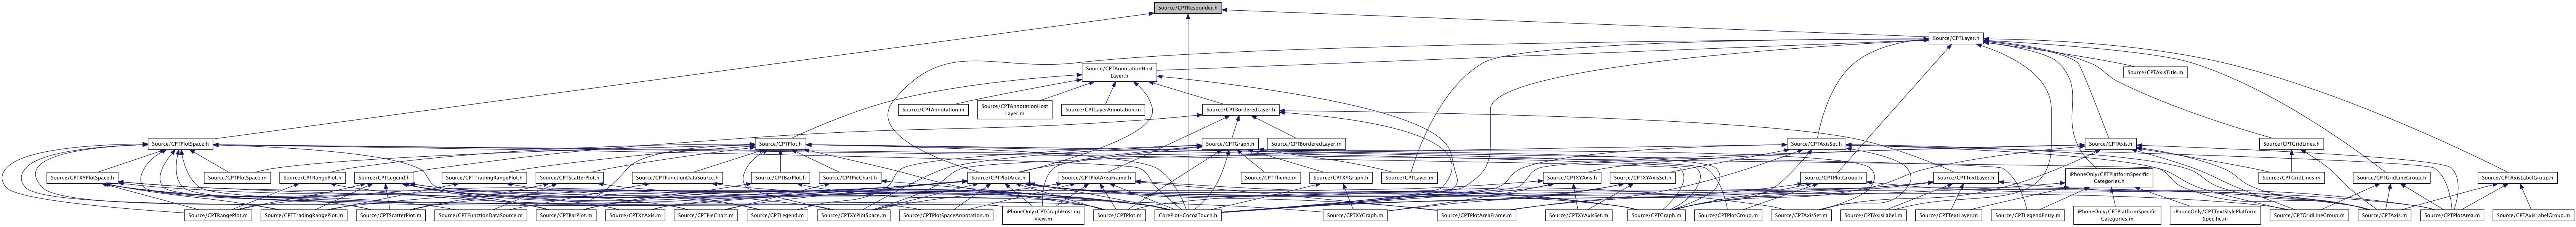 Source/CPTResponder.h
Source/CPTLayer.h
Source/CPTAnnotationHost
Layer.h
Source/CPTAxisTitle.m
Source/CPTAnnotation.m
Source/CPTAnnotationHost
Layer.m
Source/CPTLayerAnnotation.m
Source/CPTBorderedLayer.h
Source/CPTPlotSpace.h
Source/CPTPlot.h
Source/CPTGraph.h
Source/CPTBorderedLayer.m
Source/CPTAxisSet.h
Source/CPTAxis.h
Source/CPTGridLines.h
Source/CPTXYPlotSpace.h
Source/CPTPlotSpace.m
Source/CPTRangePlot.h
Source/CPTLegend.h
Source/CPTTradingRangePlot.h
Source/CPTScatterPlot.h
Source/CPTFunctionDataSource.h
Source/CPTBarPlot.h
Source/CPTPieChart.h
Source/CPTPlotArea.h
Source/CPTPlotAreaFrame.h
Source/CPTTheme.m
Source/CPTXYGraph.h
Source/CPTLayer.m
Source/CPTXYAxis.h
Source/CPTXYAxisSet.h
Source/CPTPlotGroup.h
Source/CPTTextLayer.h
iPhoneOnly/CPTPlatformSpecific
Categories.h
Source/CPTGridLines.m
Source/CPTGridLineGroup.h
Source/CPTAxisLabelGroup.h
Source/CPTRangePlot.m
Source/CPTTradingRangePlot.m
Source/CPTScatterPlot.m
Source/CPTFunctionDataSource.m
Source/CPTBarPlot.m
Source/CPTXYAxis.m
Source/CPTPieChart.m
Source/CPTLegend.m
Source/CPTXYPlotSpace.m
Source/CPTPlotSpaceAnnotation.m
iPhoneOnly/CPTGraphHosting
View.m
Source/CPTPlot.m
CorePlot-CocoaTouch.h
Source/CPTXYGraph.m
Source/CPTPlotAreaFrame.m
Source/CPTXYAxisSet.m
Source/CPTGraph.m
Source/CPTPlotGroup.m
Source/CPTAxisSet.m
Source/CPTAxisLabel.m
Source/CPTTextLayer.m
Source/CPTLegendEntry.m
iPhoneOnly/CPTPlatformSpecific
Categories.m
iPhoneOnly/CPTTextStylePlatform
Specific.m
Source/CPTGridLineGroup.m
Source/CPTAxis.m
Source/CPTPlotArea.m
Source/CPTAxisLabelGroup.m